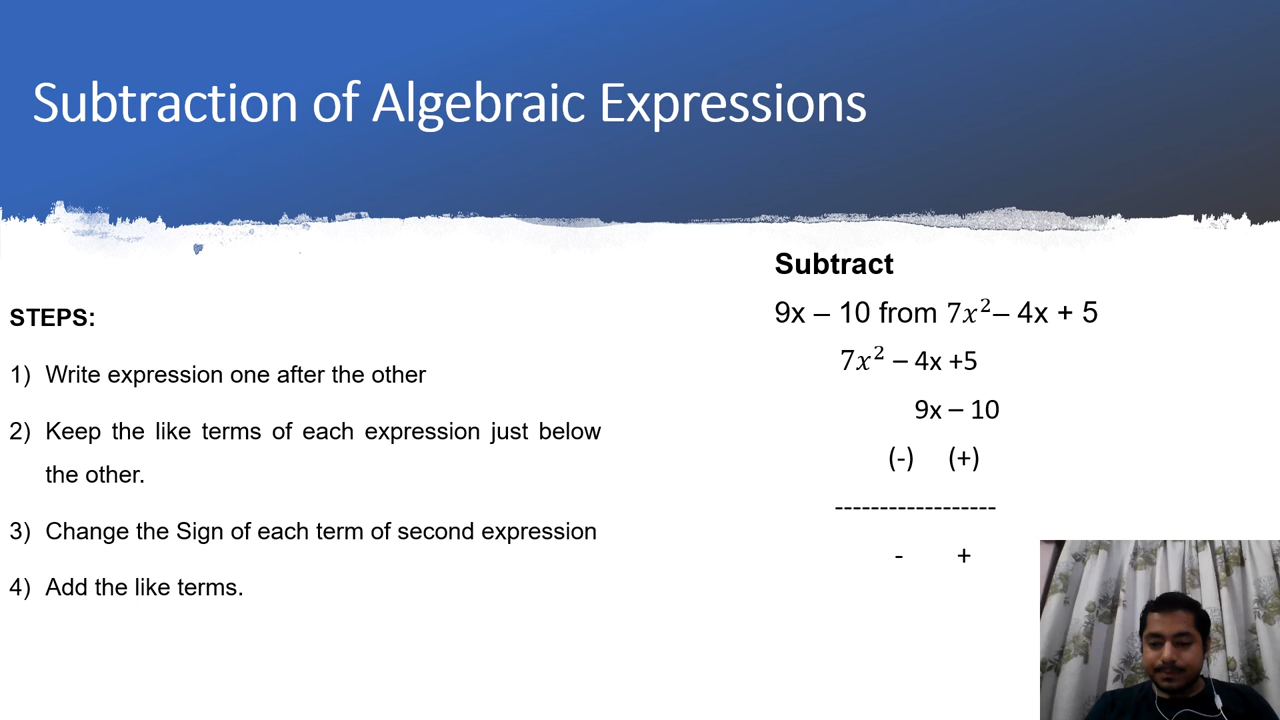 Subtraction of Algebraic Expressions
STEPS:
1) Write expression one after the other
2) Keep the like terms of each expression just below
the other.
3) Change the Sign of each term of second expression
4) Add the like terms.
Subtract
9x – 10 from 7x²– 4x + 5
7x² – 4x +5
9x – 10
(-) (+)
------------------
- +